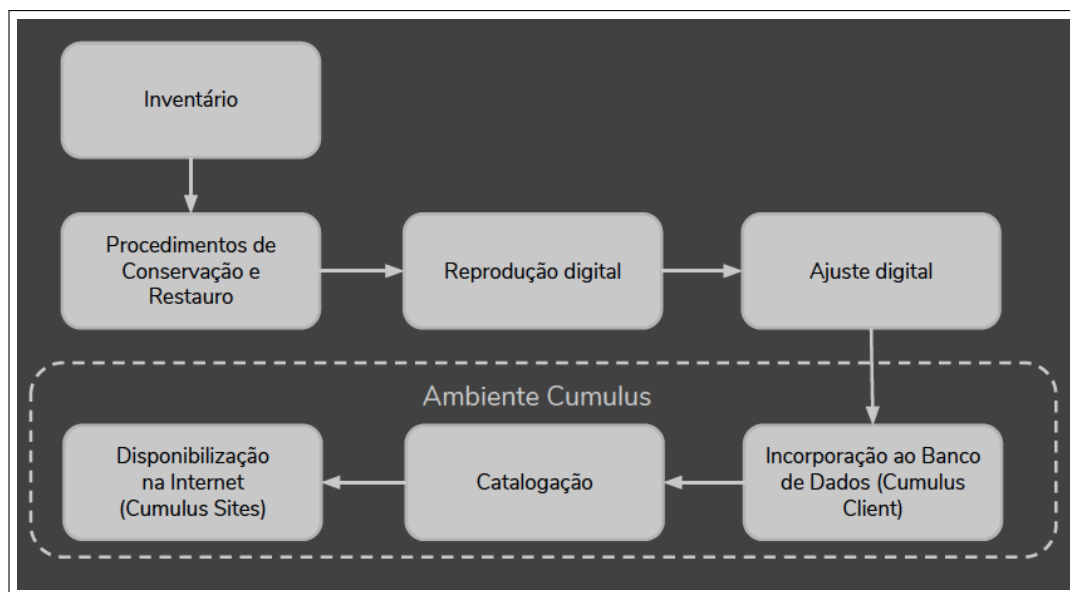 Inventário
Procedimentos de
Conservação e
Restauro
Reprodução digital
Ajuste digital
Ambiente Cumulus
Disponibilização
na Internet
(Cumulus Sites)
Catalogação
Incorporação ao Banco
de Dados (Cumulus
Client)